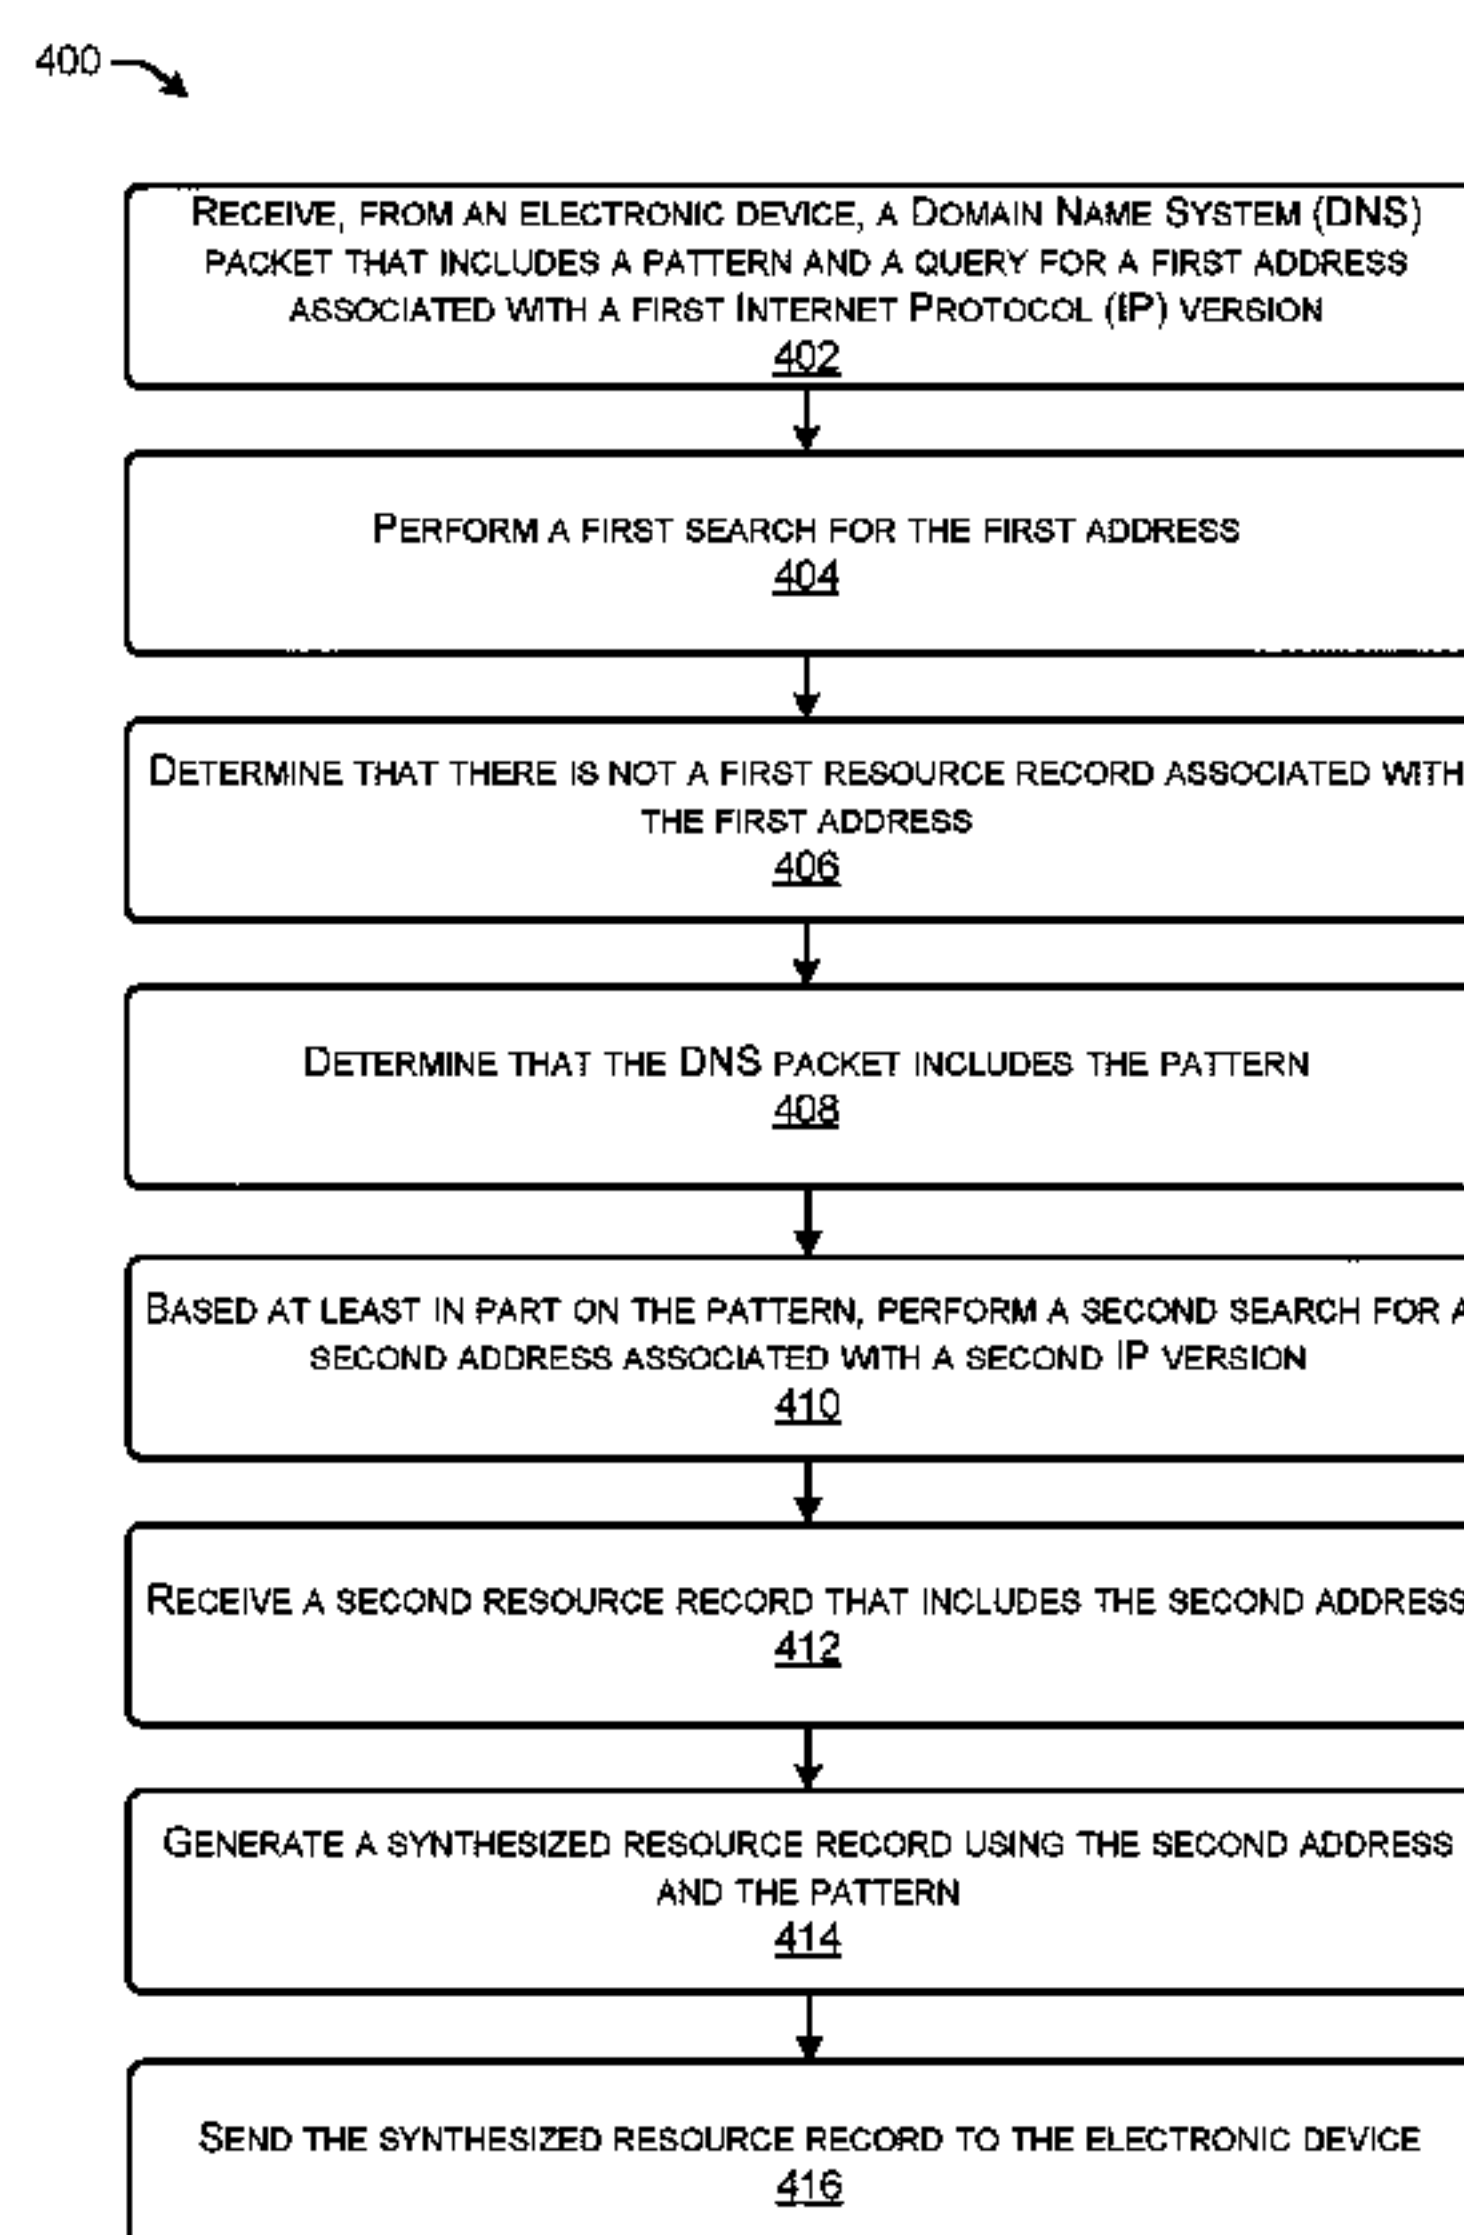 400
RECEIVE, FROM AN ELECTRONIC DEVICE, A DOMAIN NAME SYSTEM (DNS)
PACKET THAT INCLUDES A PATTERN AND A QUERY FOR A FIRST ADDRESS
ASSOCIATED WITH A FIRST INTERNET PROTOCOL (IP) VERSION
402
PERFORM A FIRST SEARCH FOR THE FIRST ADDRESS
404
DETERMINE THAT THERE IS NOT A FIRST RESOURCE RECORD ASSOCIATED WITH
THE FIRST ADDRESS
406
DETERMINE THAT THE DNS PACKET INCLUDES THE PATTERN
408
BASED AT LEAST IN PART ON THE PATTERN, PERFORM A SECOND SEARCH FOR A
SECOND ADDRESS ASSOCIATED WITH A SECOND IP VERSION
410
RECEIVE A SECOND RESOURCE RECORD THAT INCLUDES THE SECOND ADDRESS
412
GENERATE A SYNTHESIZED RESOURCE RECORD USING THE SECOND ADDRESS
AND THE PATTERN
414
SEND THE SYNTHESIZED RESOURCE RECORD TO THE ELECTRONIC DEVICE
416